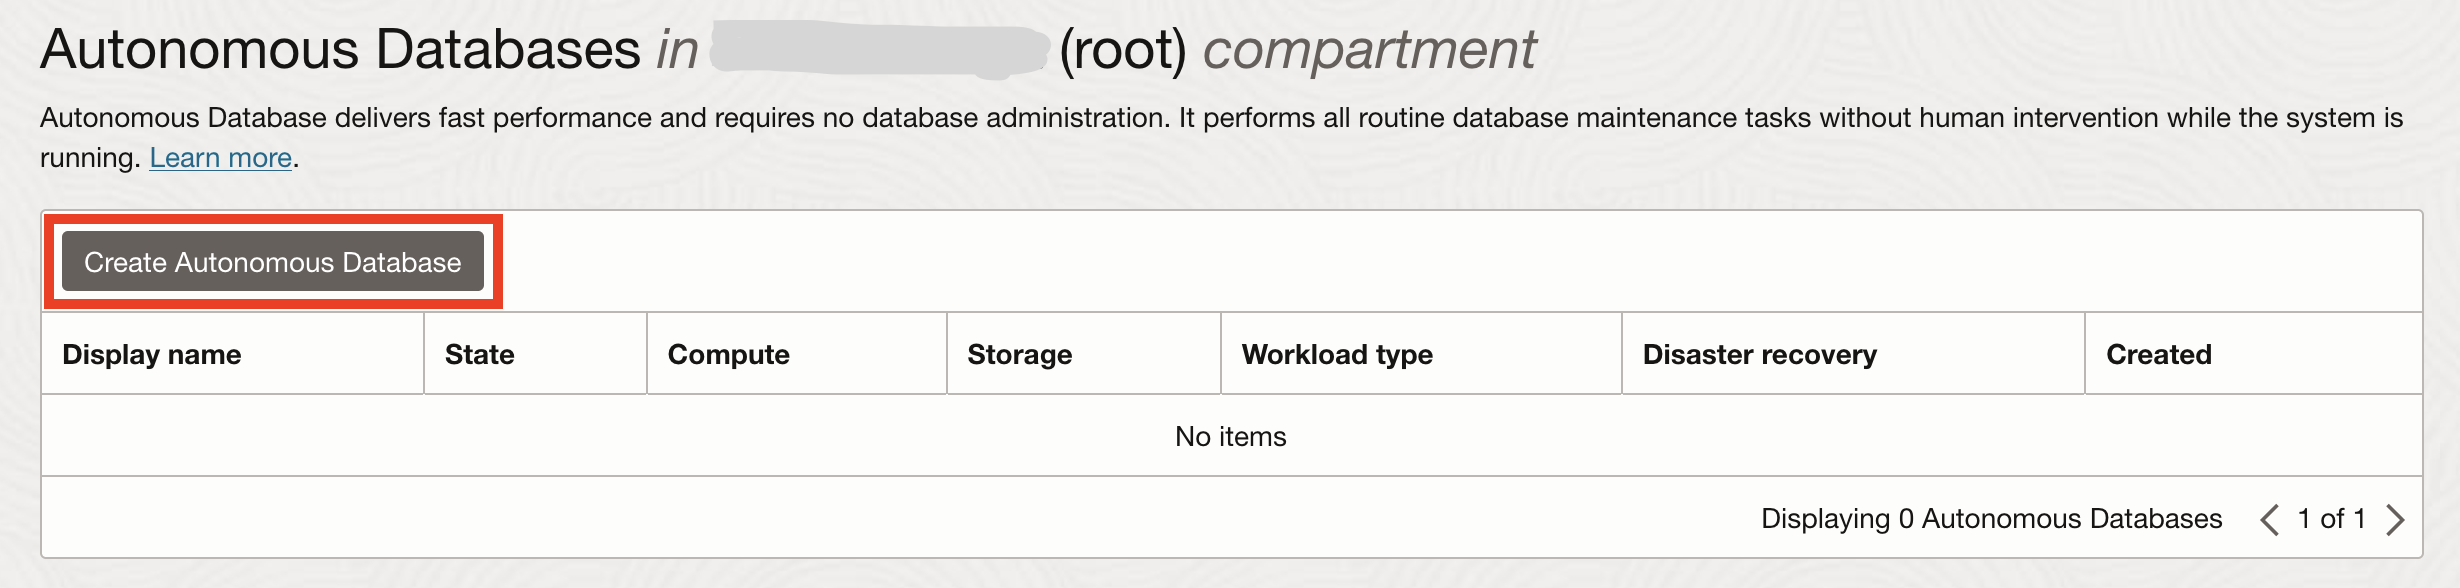 Autonomous Databases in (root) compartment
Autonomous Database delivers fast performance and requires no database administration. It performs all routine database maintenance tasks without human intervention while the system is
running. Learn more.
Create Autonomous Database
Display name State Compute Storage Workload type Disaster recovery Created
No items
Displaying 0 Autonomous Databases 1 of 1